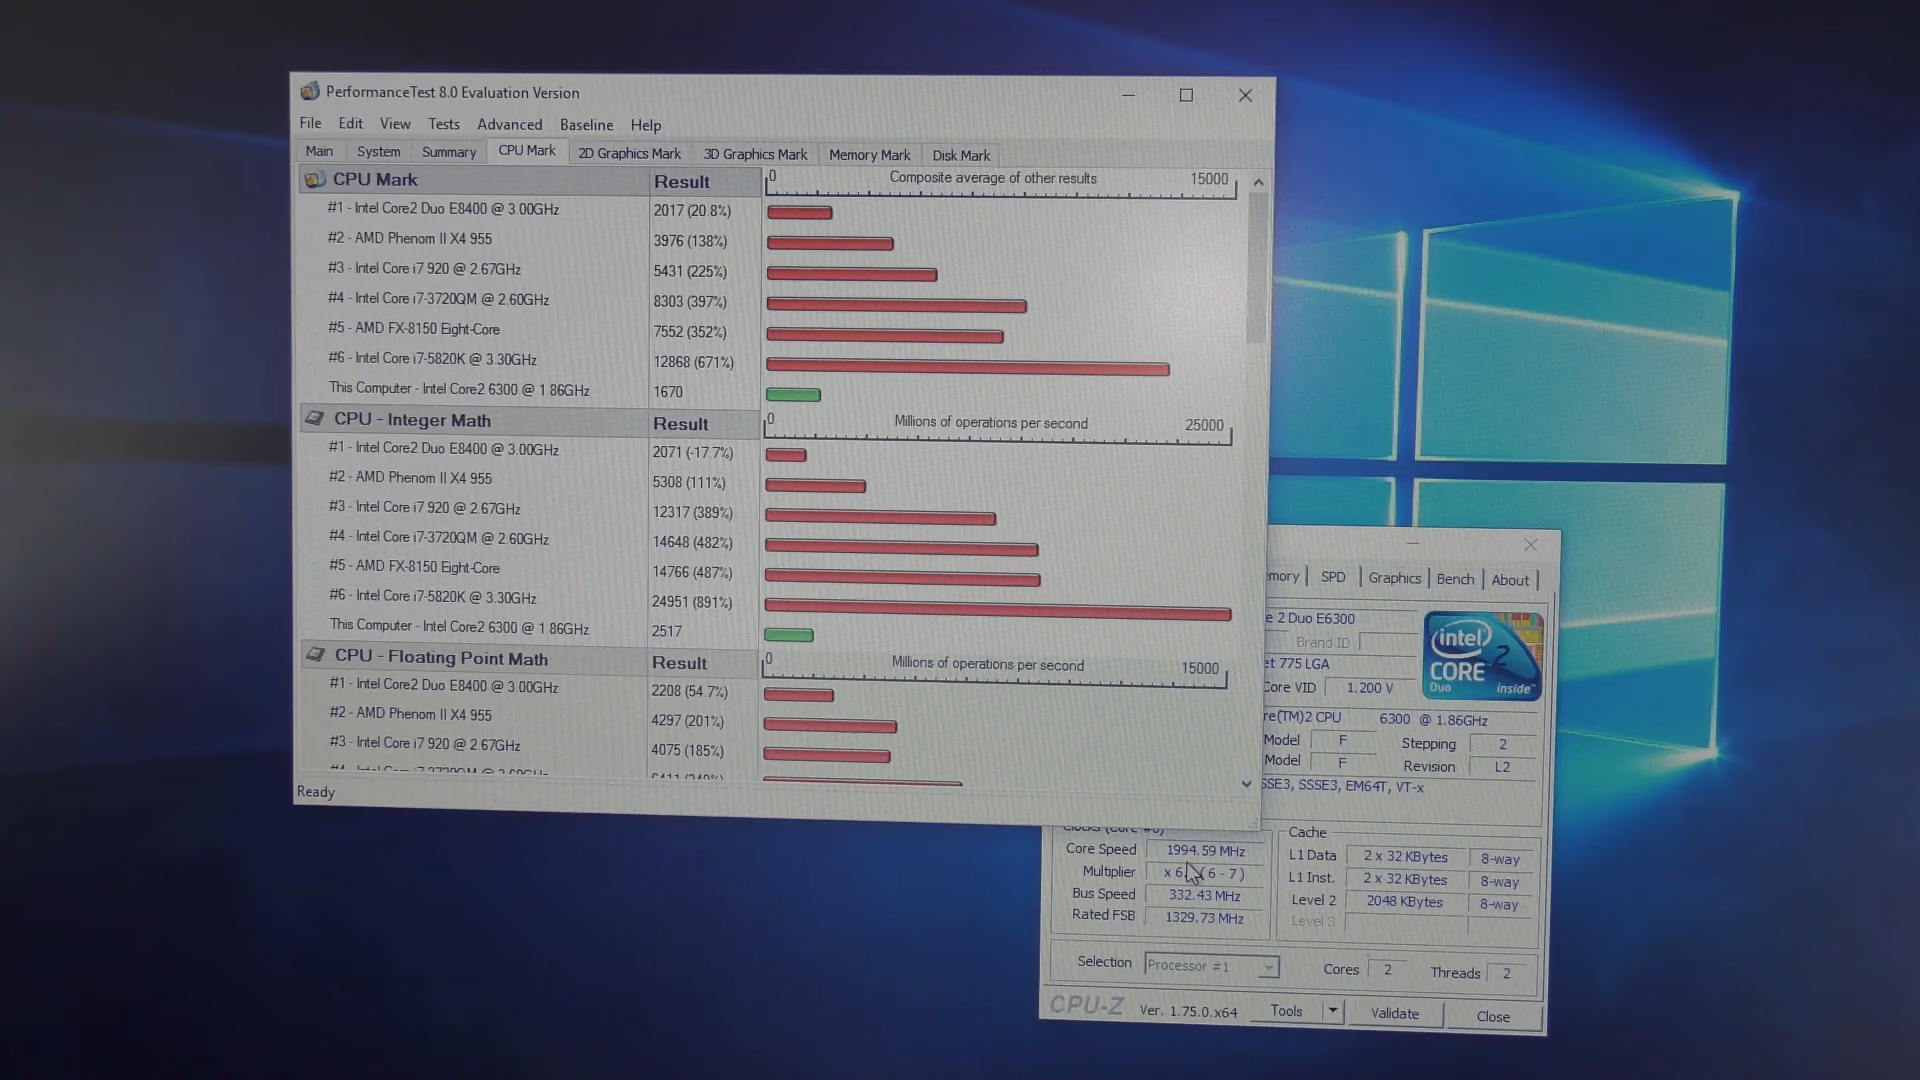 PerformanceTest 8.0 Evaluation Version
File Edit View Tests Advanced Baseline Help
Main System Summary CPU Mark 2D Graphics Mark 3D Graphics Mark Memory Mark Disk Mark
CPU Mark Result 0 Composite average of other results 15000
#1 - Intel Core2 Duo E8400 @ 3.00GHz 2017 (20.8%)
#2 - AMD Phenom II X4 955 3976 (138%)
#3 - Intel Core i7 920 @ 2.67GHz 5431 (225%)
#4 - Intel Core i7-3720QM @ 2.60GHz 8303 (397%)
#5 - AMD FX-8150 Eight-Core 7552 (352%)
#6 - Intel Core i7-5820K @ 3.30GHz 12868 (671%)
This Computer - Intel Core2 6300 @ 1.86GHz 1670
CPU - Integer Math Result 0 Millions of operations per second 25000
#1 - Intel Core2 Duo E8400 @ 3.00GHz 2071 (-17.7%)
#2 - AMD Phenom II X4 955 5308 (111%)
#3 - Intel Core i7 920 @ 2.67GHz 12317 (389%)
#4 - Intel Core i7-3720QM @ 2.60GHz 14648 (482%)
#5 - AMD FX-8150 Eight-Core 14766 (487%)
#6 - Intel Core i7-5820K @ 3.30GHz 24951 (891%)
This Computer - Intel Core2 6300 @ 1.86GHz 2517
CPU - Floating Point Math Result 0 Millions of operations per second 15000
#1 - Intel Core2 Duo E8400 @ 3.00GHz 2208 (54.7%)
#2 - AMD Phenom II X4 955 4297 (201%)
#3 - Intel Core i7 920 @ 2.67GHz 4075 (185%)
Ready
mory SPD Graphics Bench About
e 2 Duo E6300
Brand ID
et 775 LGA
Core VID 1.200 V
intel CORE 2 Duo inside
re(TM)2 CPU 6300 @ 1.86GHz
Model F Stepping 2
Model F Revision L2
SSE3, SSSE3, EM64T, VT-x
Clocks (Core #0)
Core Speed 1994.59 MHz
Multiplier x 6. ( 6 - 7 )
Bus Speed 332.43 MHz
Rated FSB 1329.73 MHz
Cache
L1 Data 2 x 32 KBytes 8-way
L1 Inst. 2 x 32 KBytes 8-way
Level 2 2048 KBytes 8-way
Level 3
Selection Processor #1 Cores 2 Threads 2
CPU-Z Ver. 1.75.0.x64 Tools Validate Close